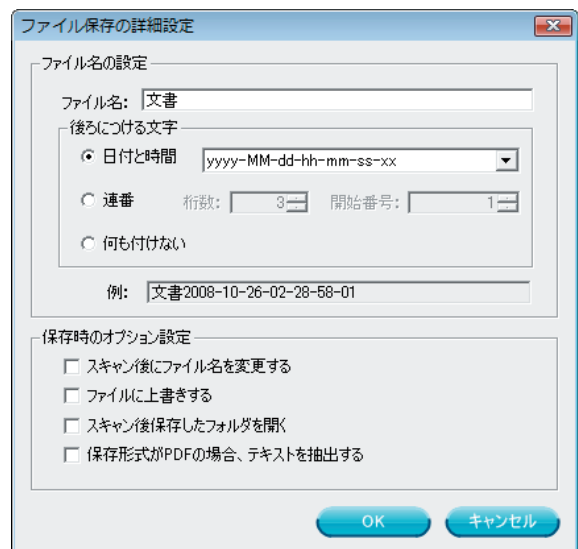 ファイル保存の詳細設定
ファイル名の設定
ファイル名: 文書
後ろにつける文字
日付と時間 yyyy-MM-dd-hh-mm-ss-xx
連番 桁数: 3 開始番号: 1
何も付けない
例: 文書2008-10-26-02-28-58-01
保存時のオプション設定
スキャン後にファイル名を変更する
ファイルに上書きする
スキャン後保存したフォルダを開く
保存形式がPDFの場合、テキストを抽出する
OK キャンセル